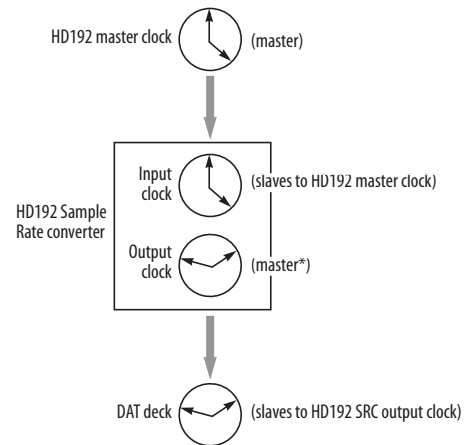 HD192 master clock (master)
Input
clock
(slaves to HD192 master clock)
HD192 Sample
Rate converter
Output
clock
(master*)
DAT deck (slaves to HD192 SRC output clock)